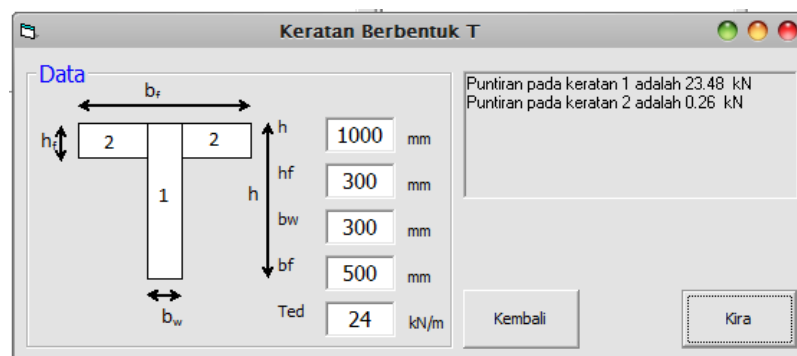 Keratan Berbentuk T
Data
bf
hf
2
2
1
h
bw
h 1000 mm
hf 300 mm
bw 300 mm
bf 500 mm
Ted 24 kN/m
Puntiran pada keratan 1 adalah 23.48 kN
Puntiran pada keratan 2 adalah 0.26 kN
Kembali
Kira